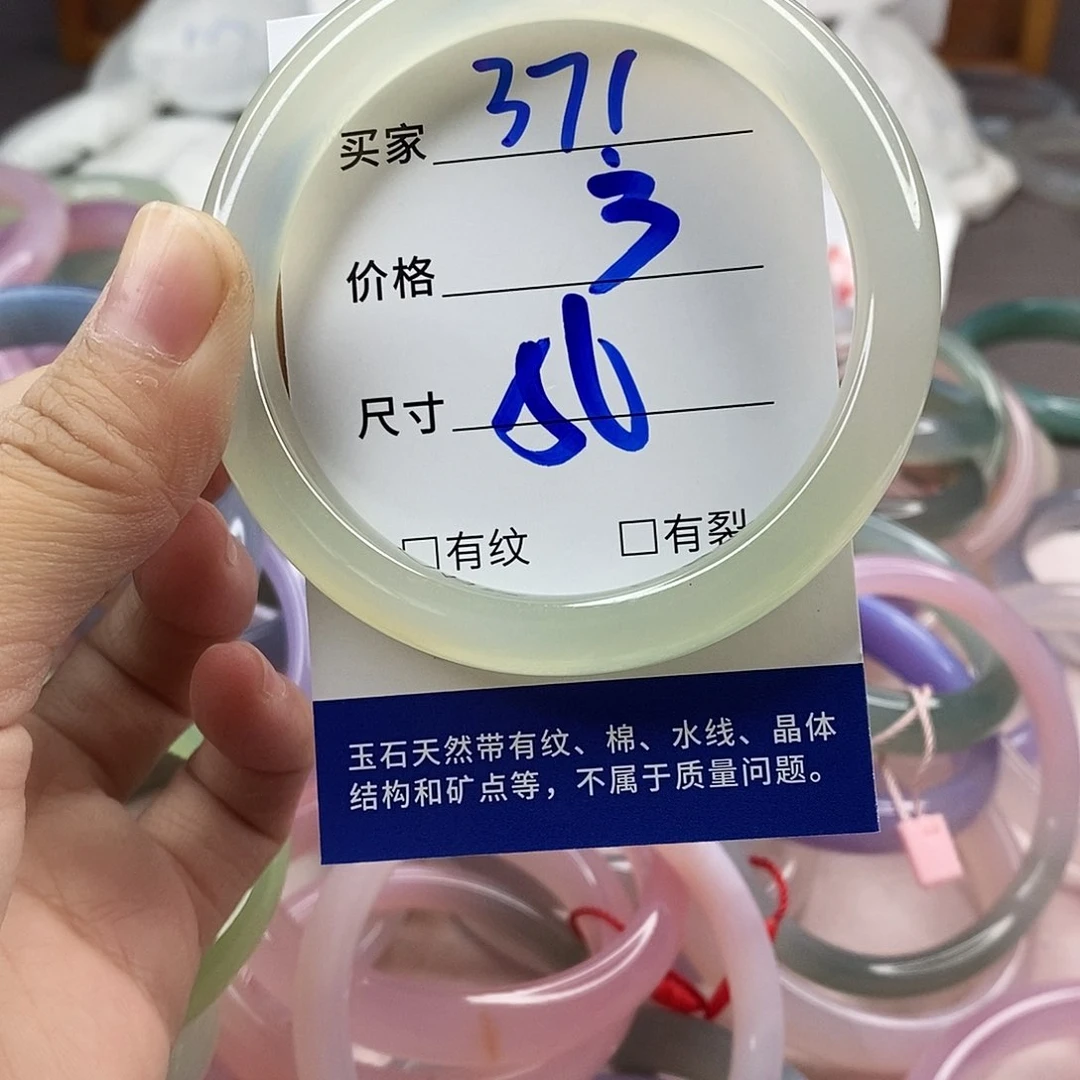 买家 371
价格 3
尺寸 56
□有纹 □有裂
玉石天然带有纹、棉、水线、晶体
结构和矿点等，不属于质量问题。